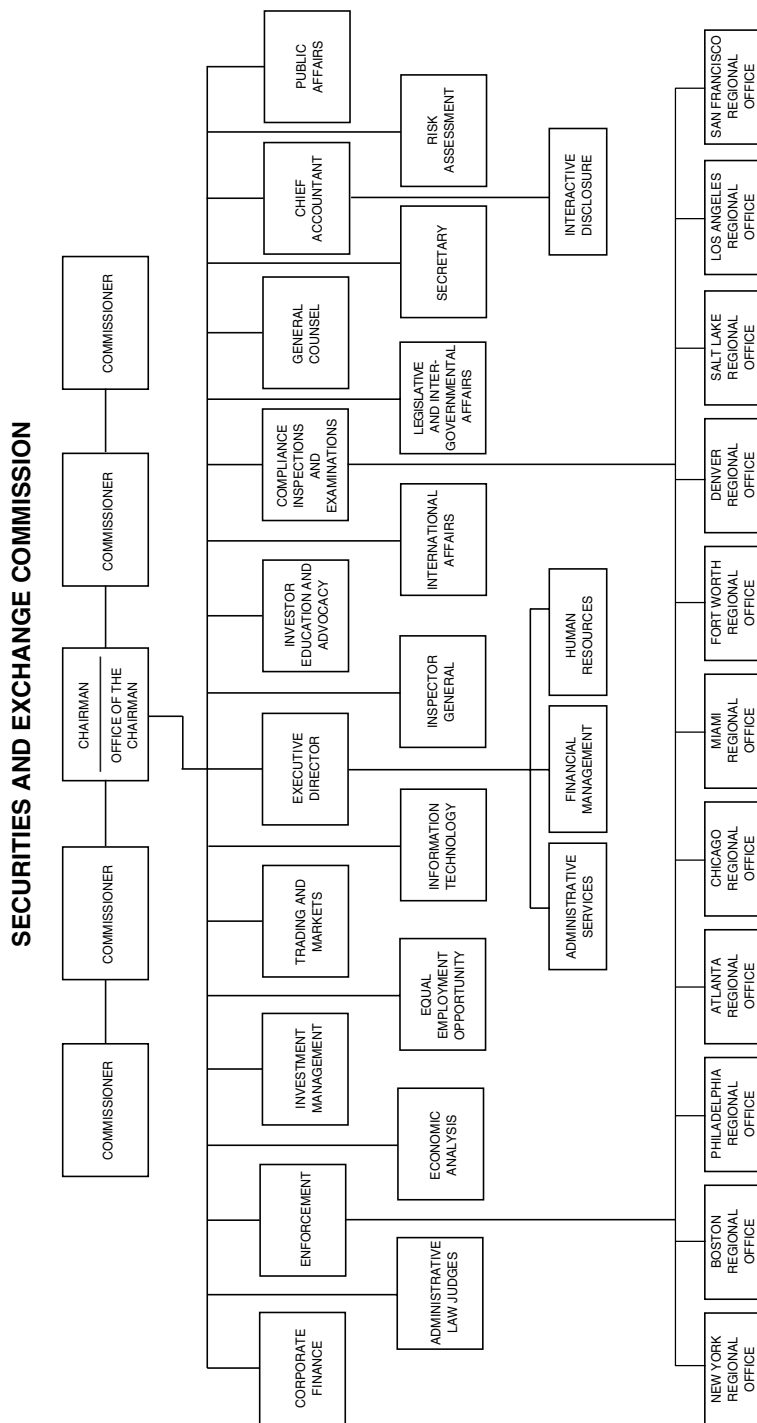 SECURITIES AND EXCHANGE COMMISSION
COMMISSIONER
COMMISSIONER
CHAIRMAN
OFFICE OF THE
CHAIRMAN
COMMISSIONER
COMMISSIONER
CORPORATE
FINANCE
ENFORCEMENT
INVESTMENT
MANAGEMENT
TRADING AND
MARKETS
EXECUTIVE
DIRECTOR
INVESTOR
EDUCATION AND
ADVOCACY
COMPLIANCE
INSPECTIONS
AND
EXAMINATIONS
GENERAL
COUNSEL
CHIEF
ACCOUNTANT
PUBLIC
AFFAIRS
ADMINISTRATIVE
LAW JUDGES
ECONOMIC
ANALYSIS
EQUAL
EMPLOYMENT
OPPORTUNITY
INFORMATION
TECHNOLOGY
INSPECTOR
GENERAL
INTERNATIONAL
AFFAIRS
LEGISLATIVE
AND INTER-
GOVERNMENTAL
AFFAIRS
SECRETARY
RISK
ASSESSMENT
ADMINISTRATIVE
SERVICES
FINANCIAL
MANAGEMENT
HUMAN
RESOURCES
INTERACTIVE
DISCLOSURE
NEW YORK
REGIONAL
OFFICE
BOSTON
REGIONAL
OFFICE
PHILADELPHIA
REGIONAL
OFFICE
ATLANTA
REGIONAL
OFFICE
CHICAGO
REGIONAL
OFFICE
MIAMI
REGIONAL
OFFICE
FORT WORTH
REGIONAL
OFFICE
DENVER
REGIONAL
OFFICE
SALT LAKE
REGIONAL
OFFICE
LOS ANGELES
REGIONAL
OFFICE
SAN FRANCISCO
REGIONAL
OFFICE